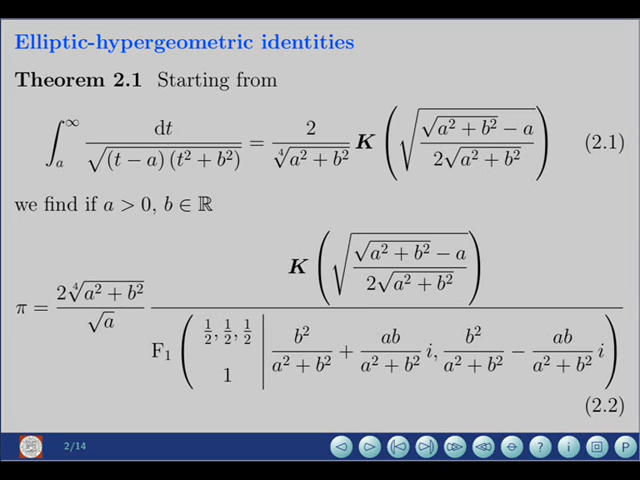 Elliptic-hypergeometric identities
Theorem 2.1 Starting from
∫_a^∞ dt / √((t − a)(t² + b²)) = 2 / ∜(a² + b²) K(√((√(a² + b²) − a) / (2√(a² + b²)))) (2.1)
we find if a > 0, b ∈ ℝ
π = (2∜(a² + b²) / √a) K(√((√(a² + b²) − a) / (2√(a² + b²)))) / F₁(½, ½, ½ ; 1 | b²/(a² + b²) + ab/(a² + b²) i, b²/(a² + b²) − ab/(a² + b²) i)
(2.2)
2/14
? i P